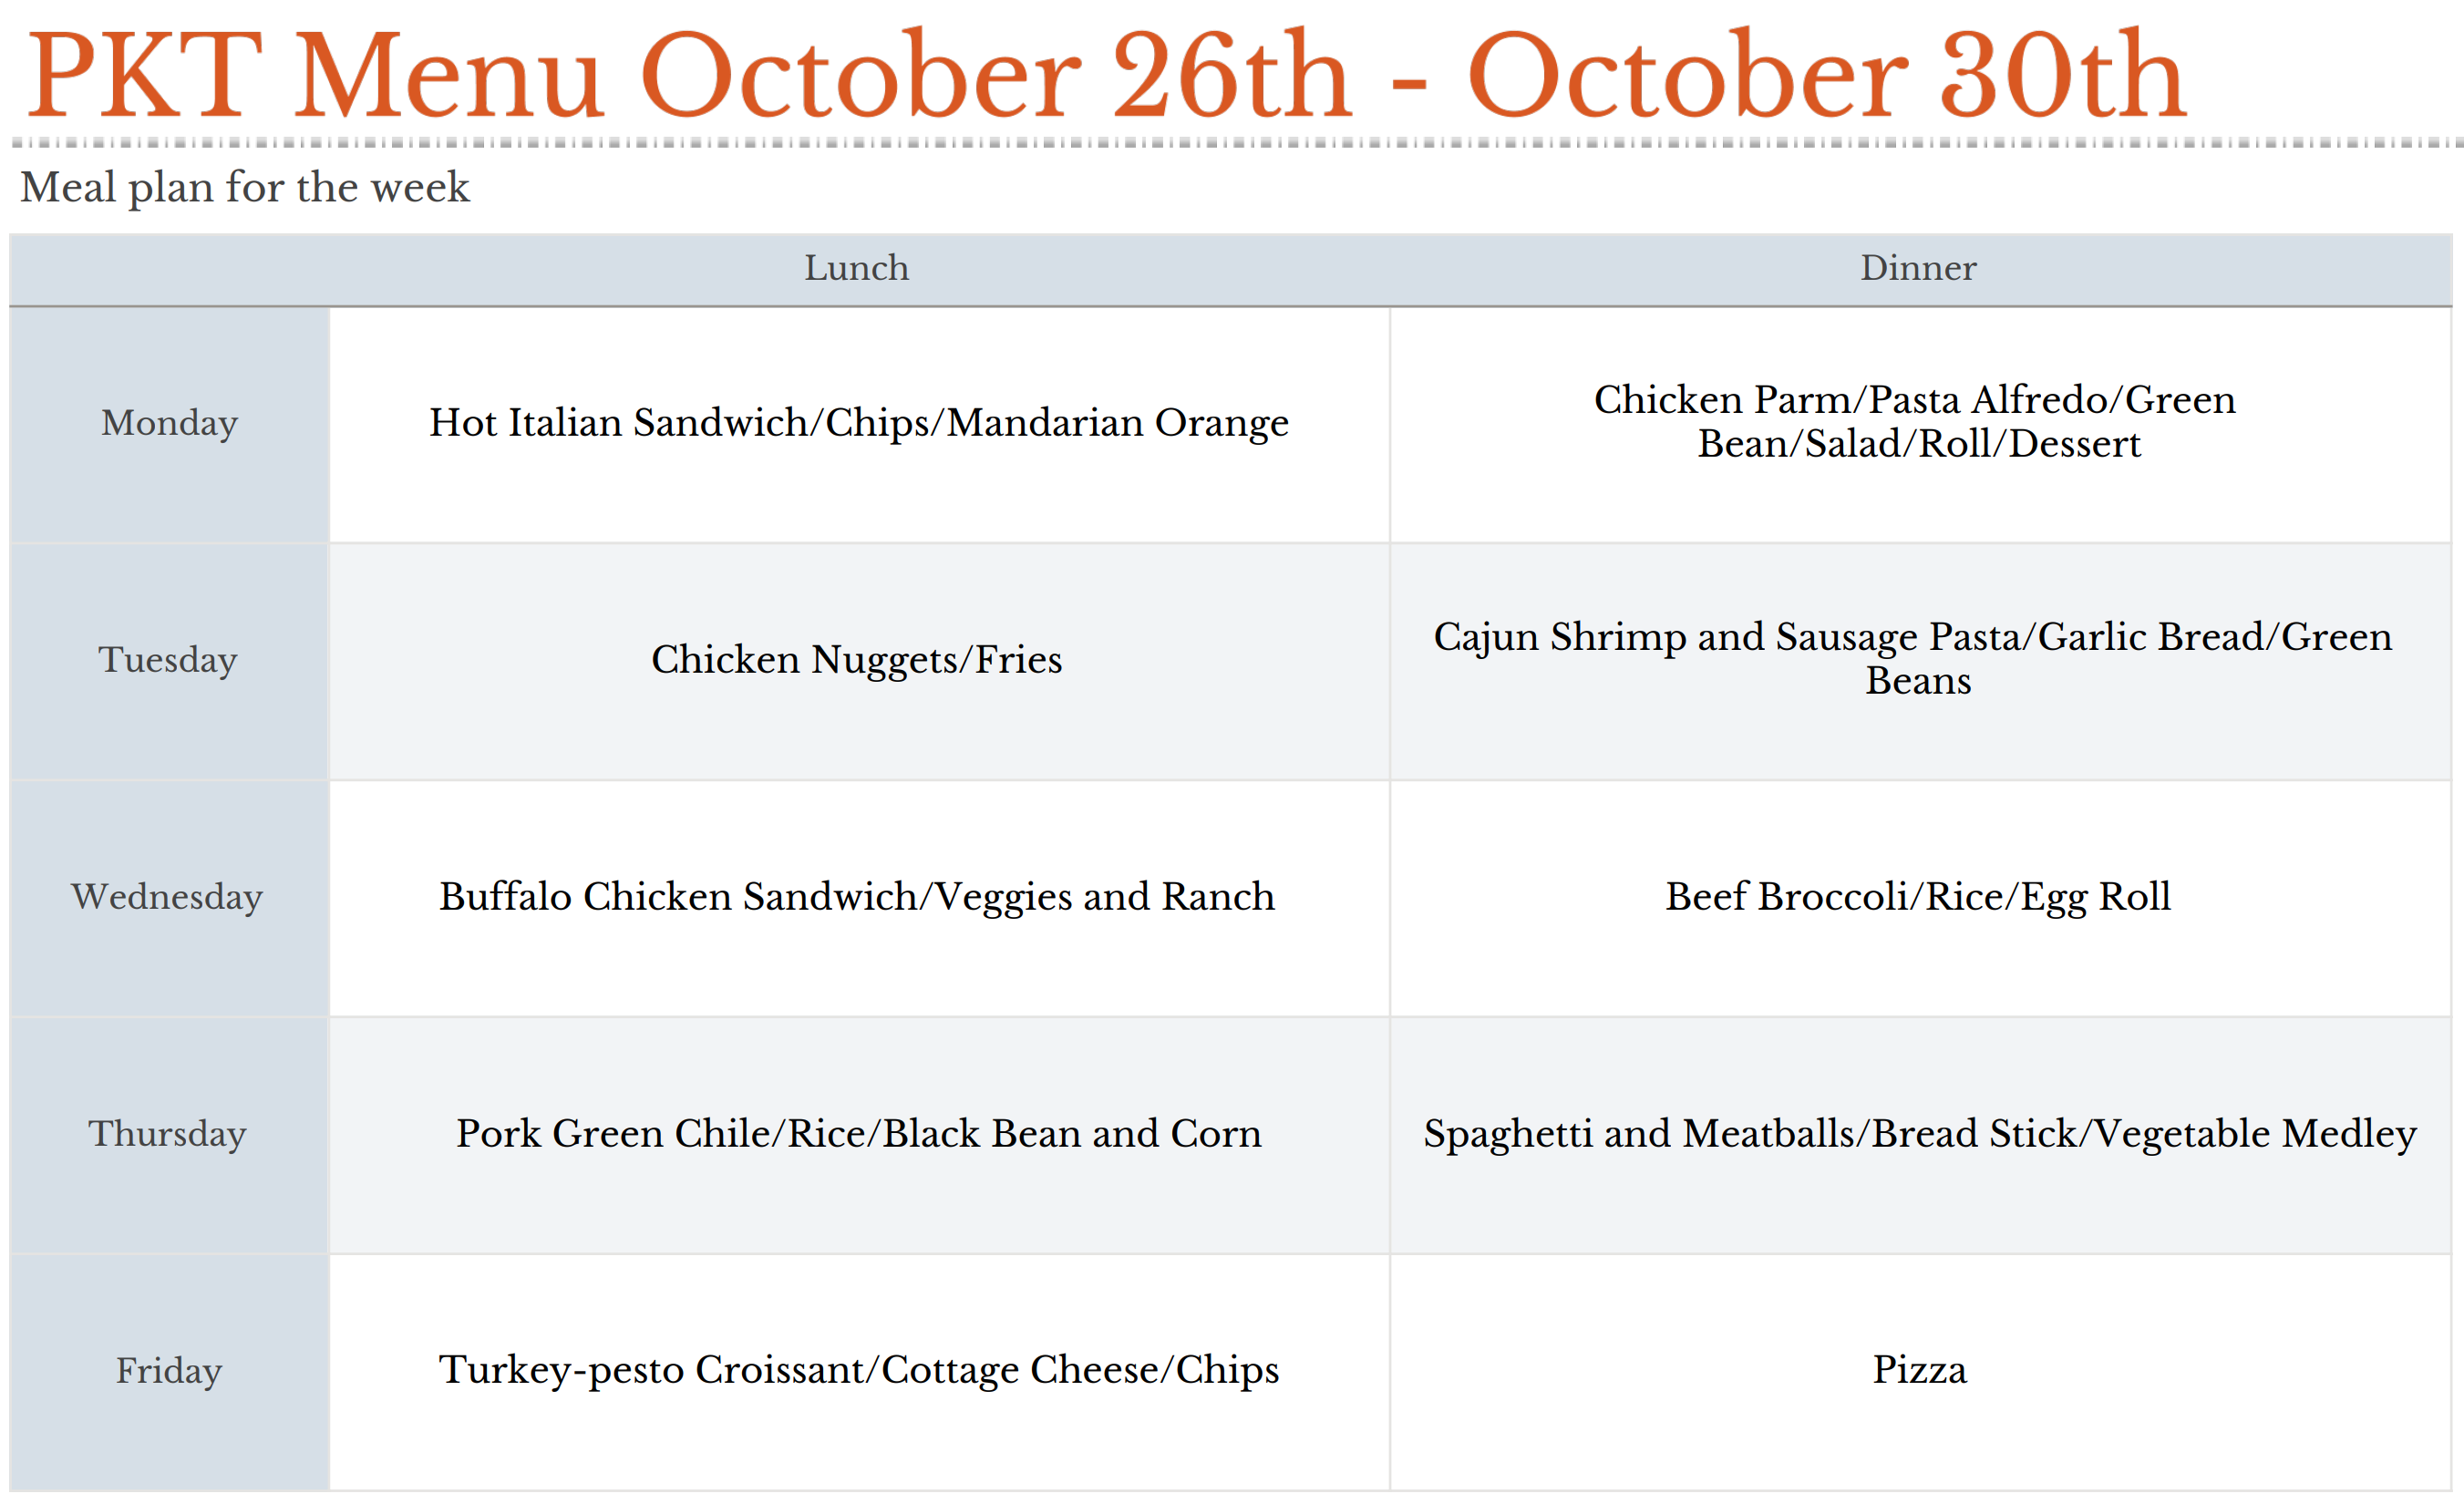 PKT Menu October 26th - October 30th
Meal plan for the week
Lunch Dinner
Monday Hot Italian Sandwich/Chips/Mandarian Orange Chicken Parm/Pasta Alfredo/Green
Bean/Salad/Roll/Dessert
Tuesday Chicken Nuggets/Fries Cajun Shrimp and Sausage Pasta/Garlic Bread/Green
Beans
Wednesday Buffalo Chicken Sandwich/Veggies and Ranch Beef Broccoli/Rice/Egg Roll
Thursday Pork Green Chile/Rice/Black Bean and Corn Spaghetti and Meatballs/Bread Stick/Vegetable Medley
Friday Turkey-pesto Croissant/Cottage Cheese/Chips Pizza